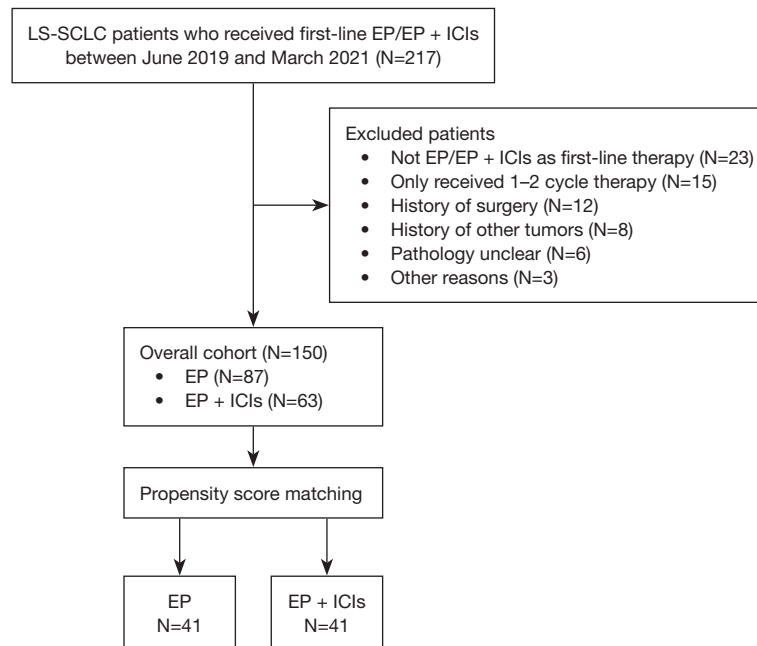 LS-SCLC patients who received first-line EP/EP + ICIs
between June 2019 and March 2021 (N=217)
Excluded patients
• Not EP/EP + ICIs as first-line therapy (N=23)
• Only received 1–2 cycle therapy (N=15)
• History of surgery (N=12)
• History of other tumors (N=8)
• Pathology unclear (N=6)
• Other reasons (N=3)
Overall cohort (N=150)
• EP (N=87)
• EP + ICIs (N=63)
Propensity score matching
EP
N=41
EP + ICIs
N=41